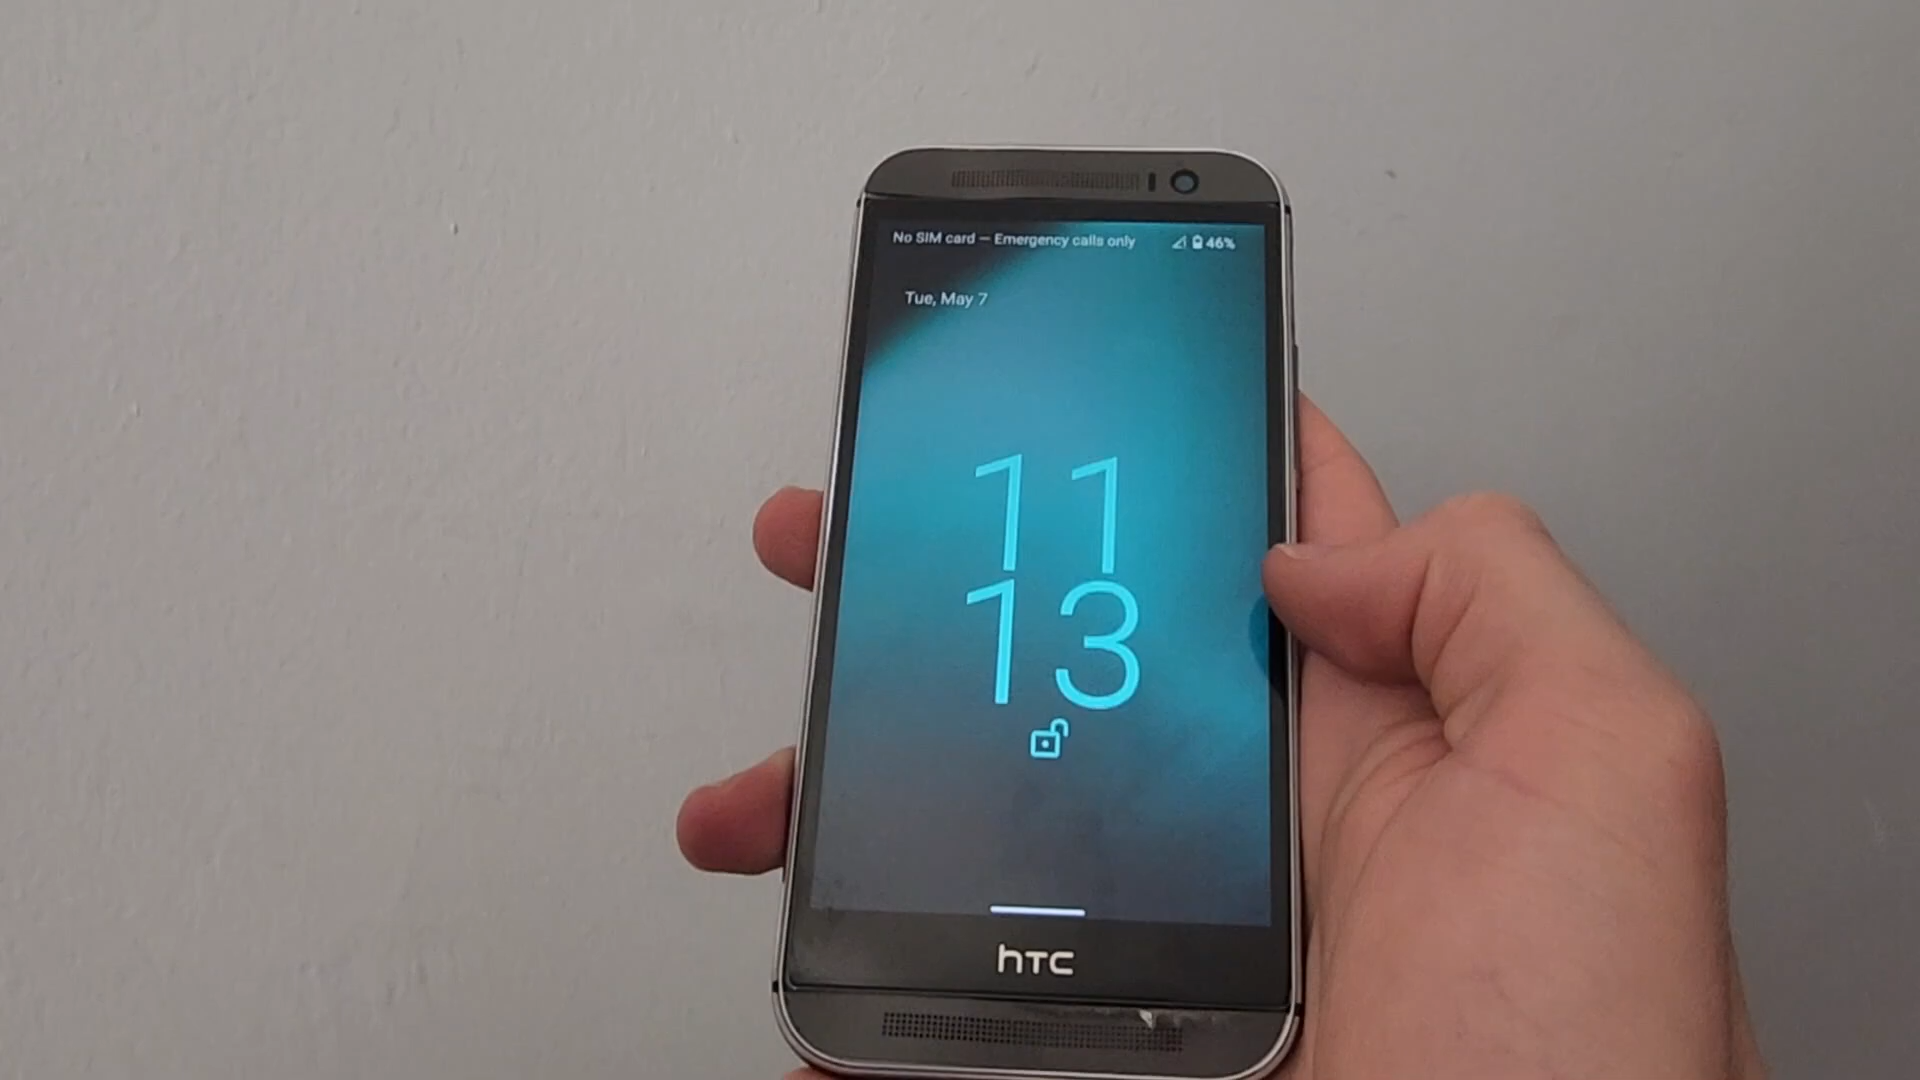 No SIM card — Emergency calls only 46%
Tue, May 7
11
13
hTC